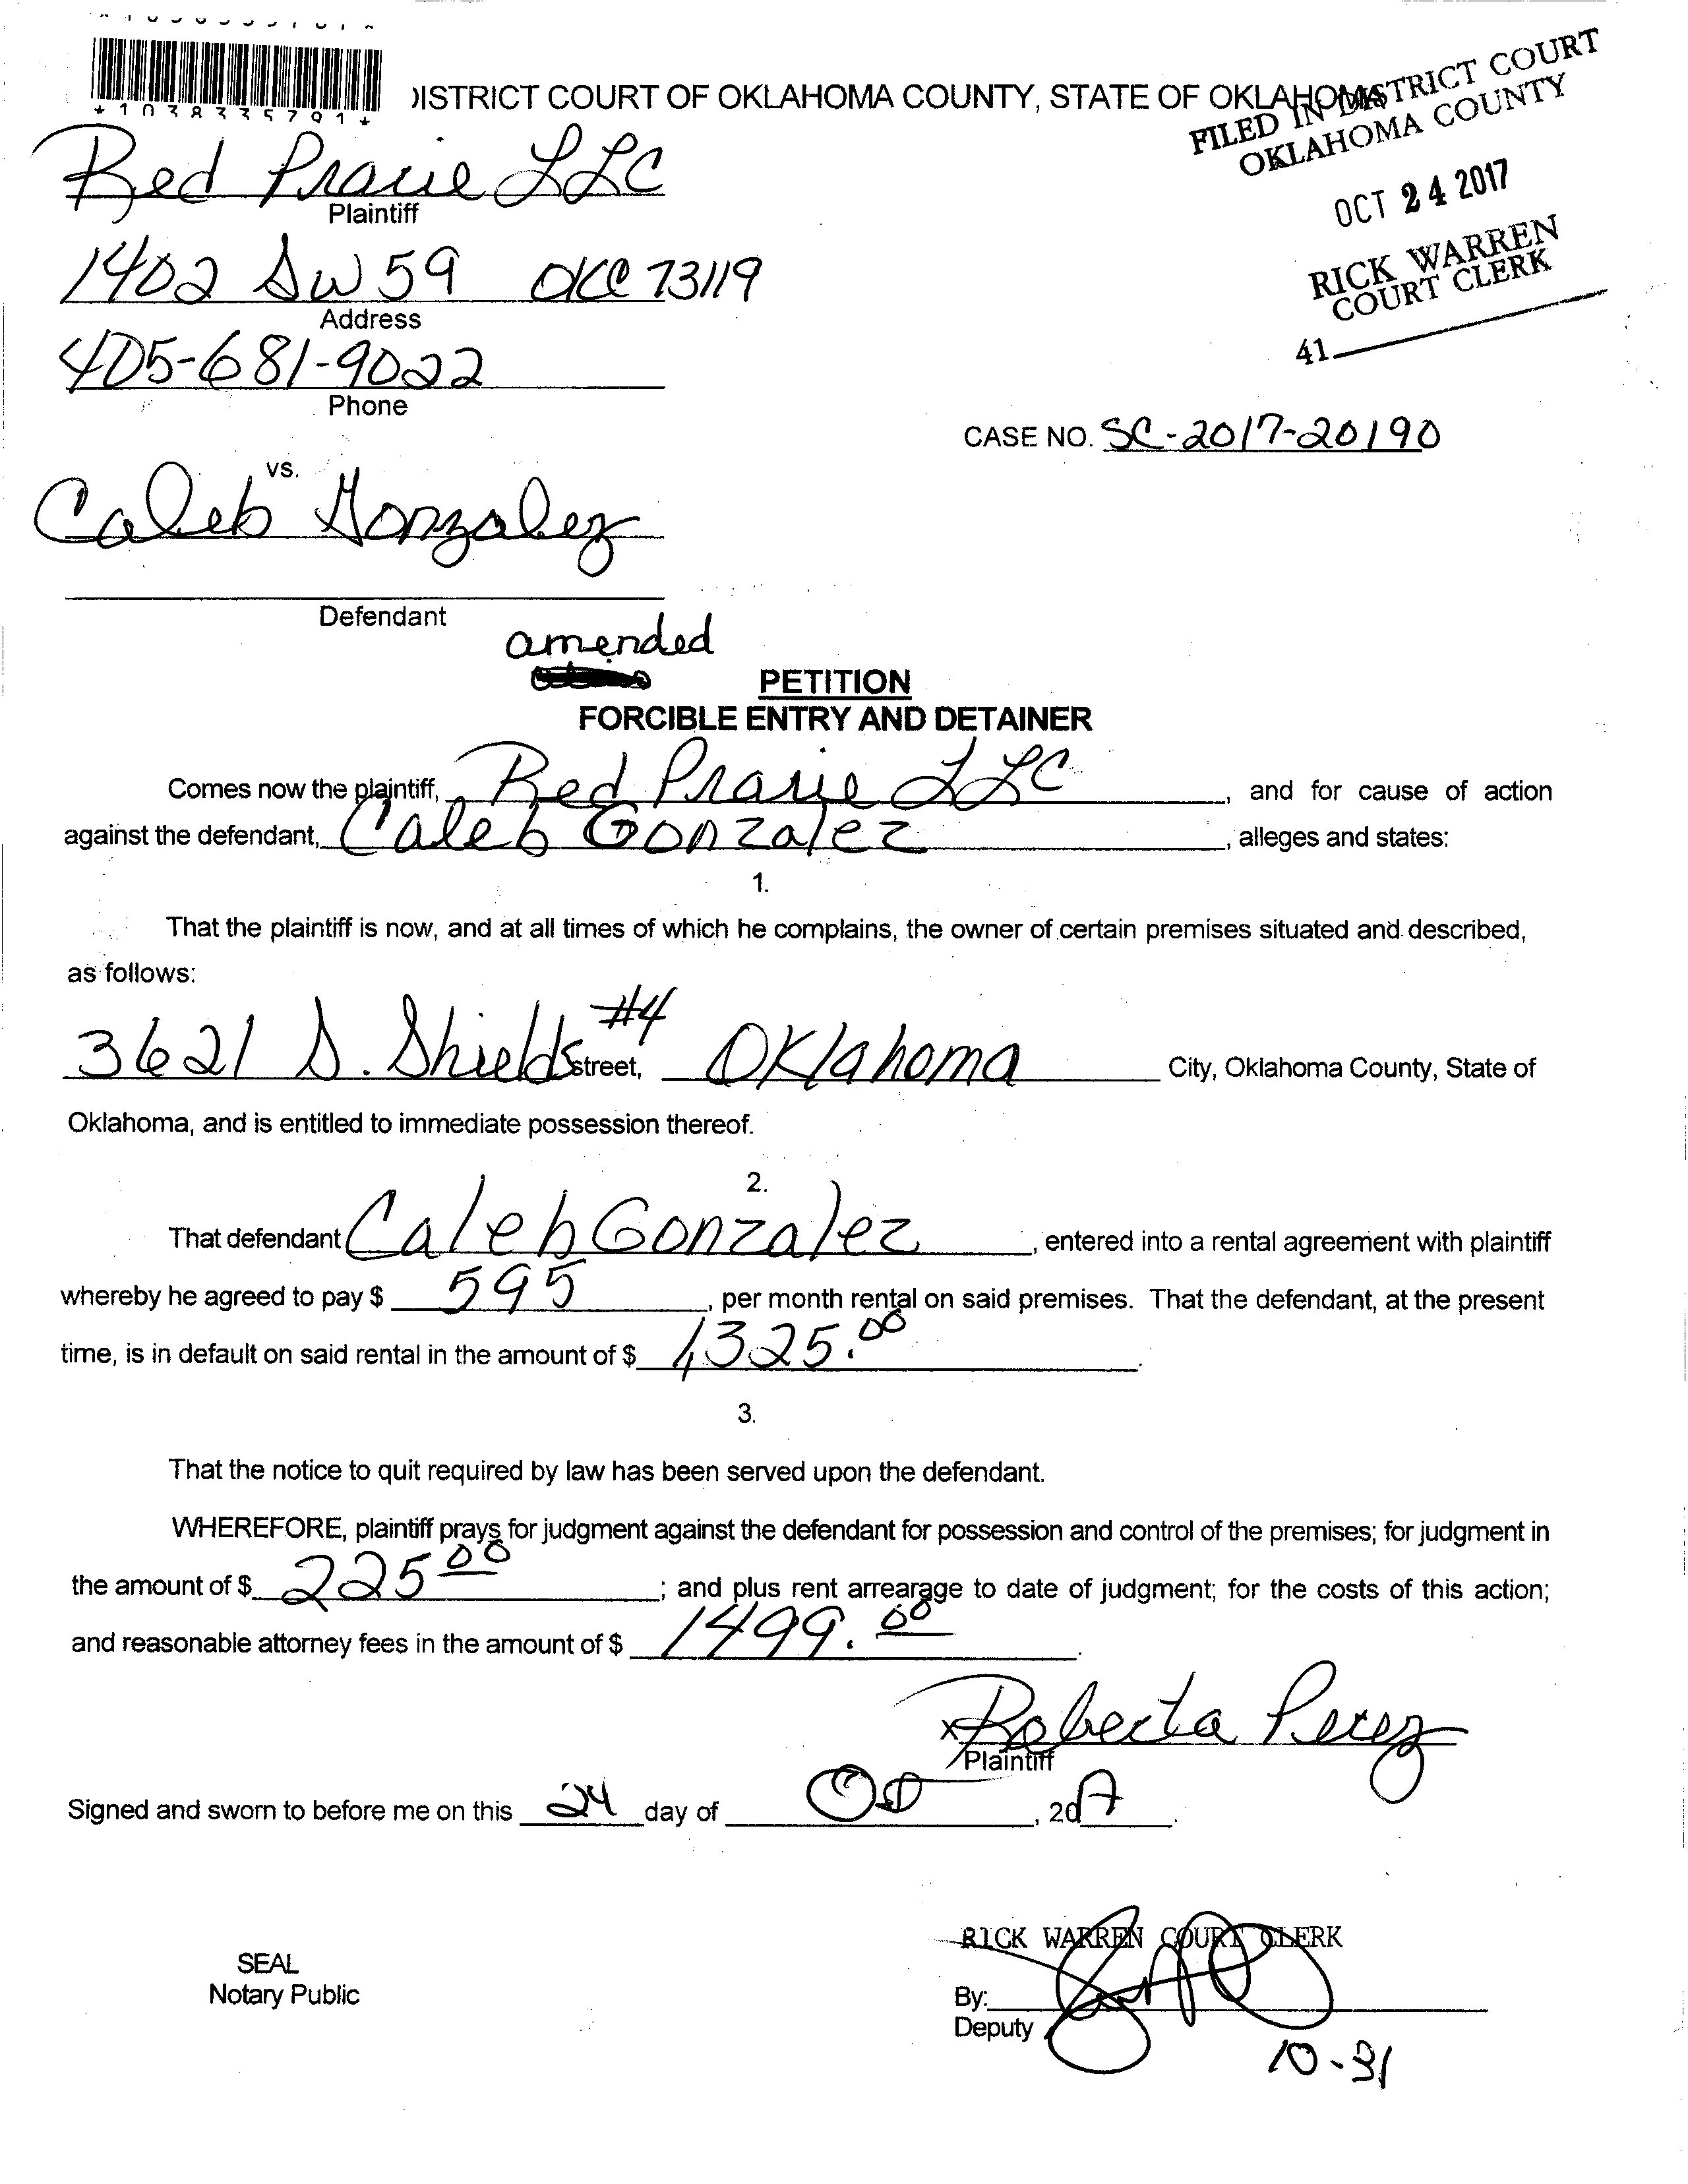 *1038335791*
DISTRICT COURT OF OKLAHOMA COUNTY, STATE OF OKLAHOMA
FILED IN DISTRICT COURT
OKLAHOMA COUNTY
OCT 24 2017
RICK WARREN
COURT CLERK
41
Red Prarie LLC
Plaintiff
1402 SW 59 OKC 73119
Address
405-681-9022
Phone
CASE NO. SC-2017-20190
vs.
Caleb Gonzalez
Defendant
amended
PETITION
FORCIBLE ENTRY AND DETAINER
Comes now the plaintiff, Red Prarie LLC, and for cause of action
against the defendant, Caleb Gonzalez, alleges and states:
1.
That the plaintiff is now, and at all times of which he complains, the owner of certain premises situated and described,
as follows:
3621 S. Shields #4 street, Oklahoma City, Oklahoma County, State of
Oklahoma, and is entitled to immediate possession thereof.
2.
That defendant Caleb Gonzalez, entered into a rental agreement with plaintiff
whereby he agreed to pay $ 595, per month rental on said premises. That the defendant, at the present
time, is in default on said rental in the amount of $ 1,325.00.
3.
That the notice to quit required by law has been served upon the defendant.
WHEREFORE, plaintiff prays for judgment against the defendant for possession and control of the premises; for judgment in
the amount of $ 225 00; and plus rent arrearage to date of judgment; for the costs of this action;
and reasonable attorney fees in the amount of $ 1499.00.
x Roberta Perez
Plaintiff
Signed and sworn to before me on this 24 day of , 2017.
RICK WARREN COURT CLERK
SEAL
Notary Public
By:
Deputy
10-31